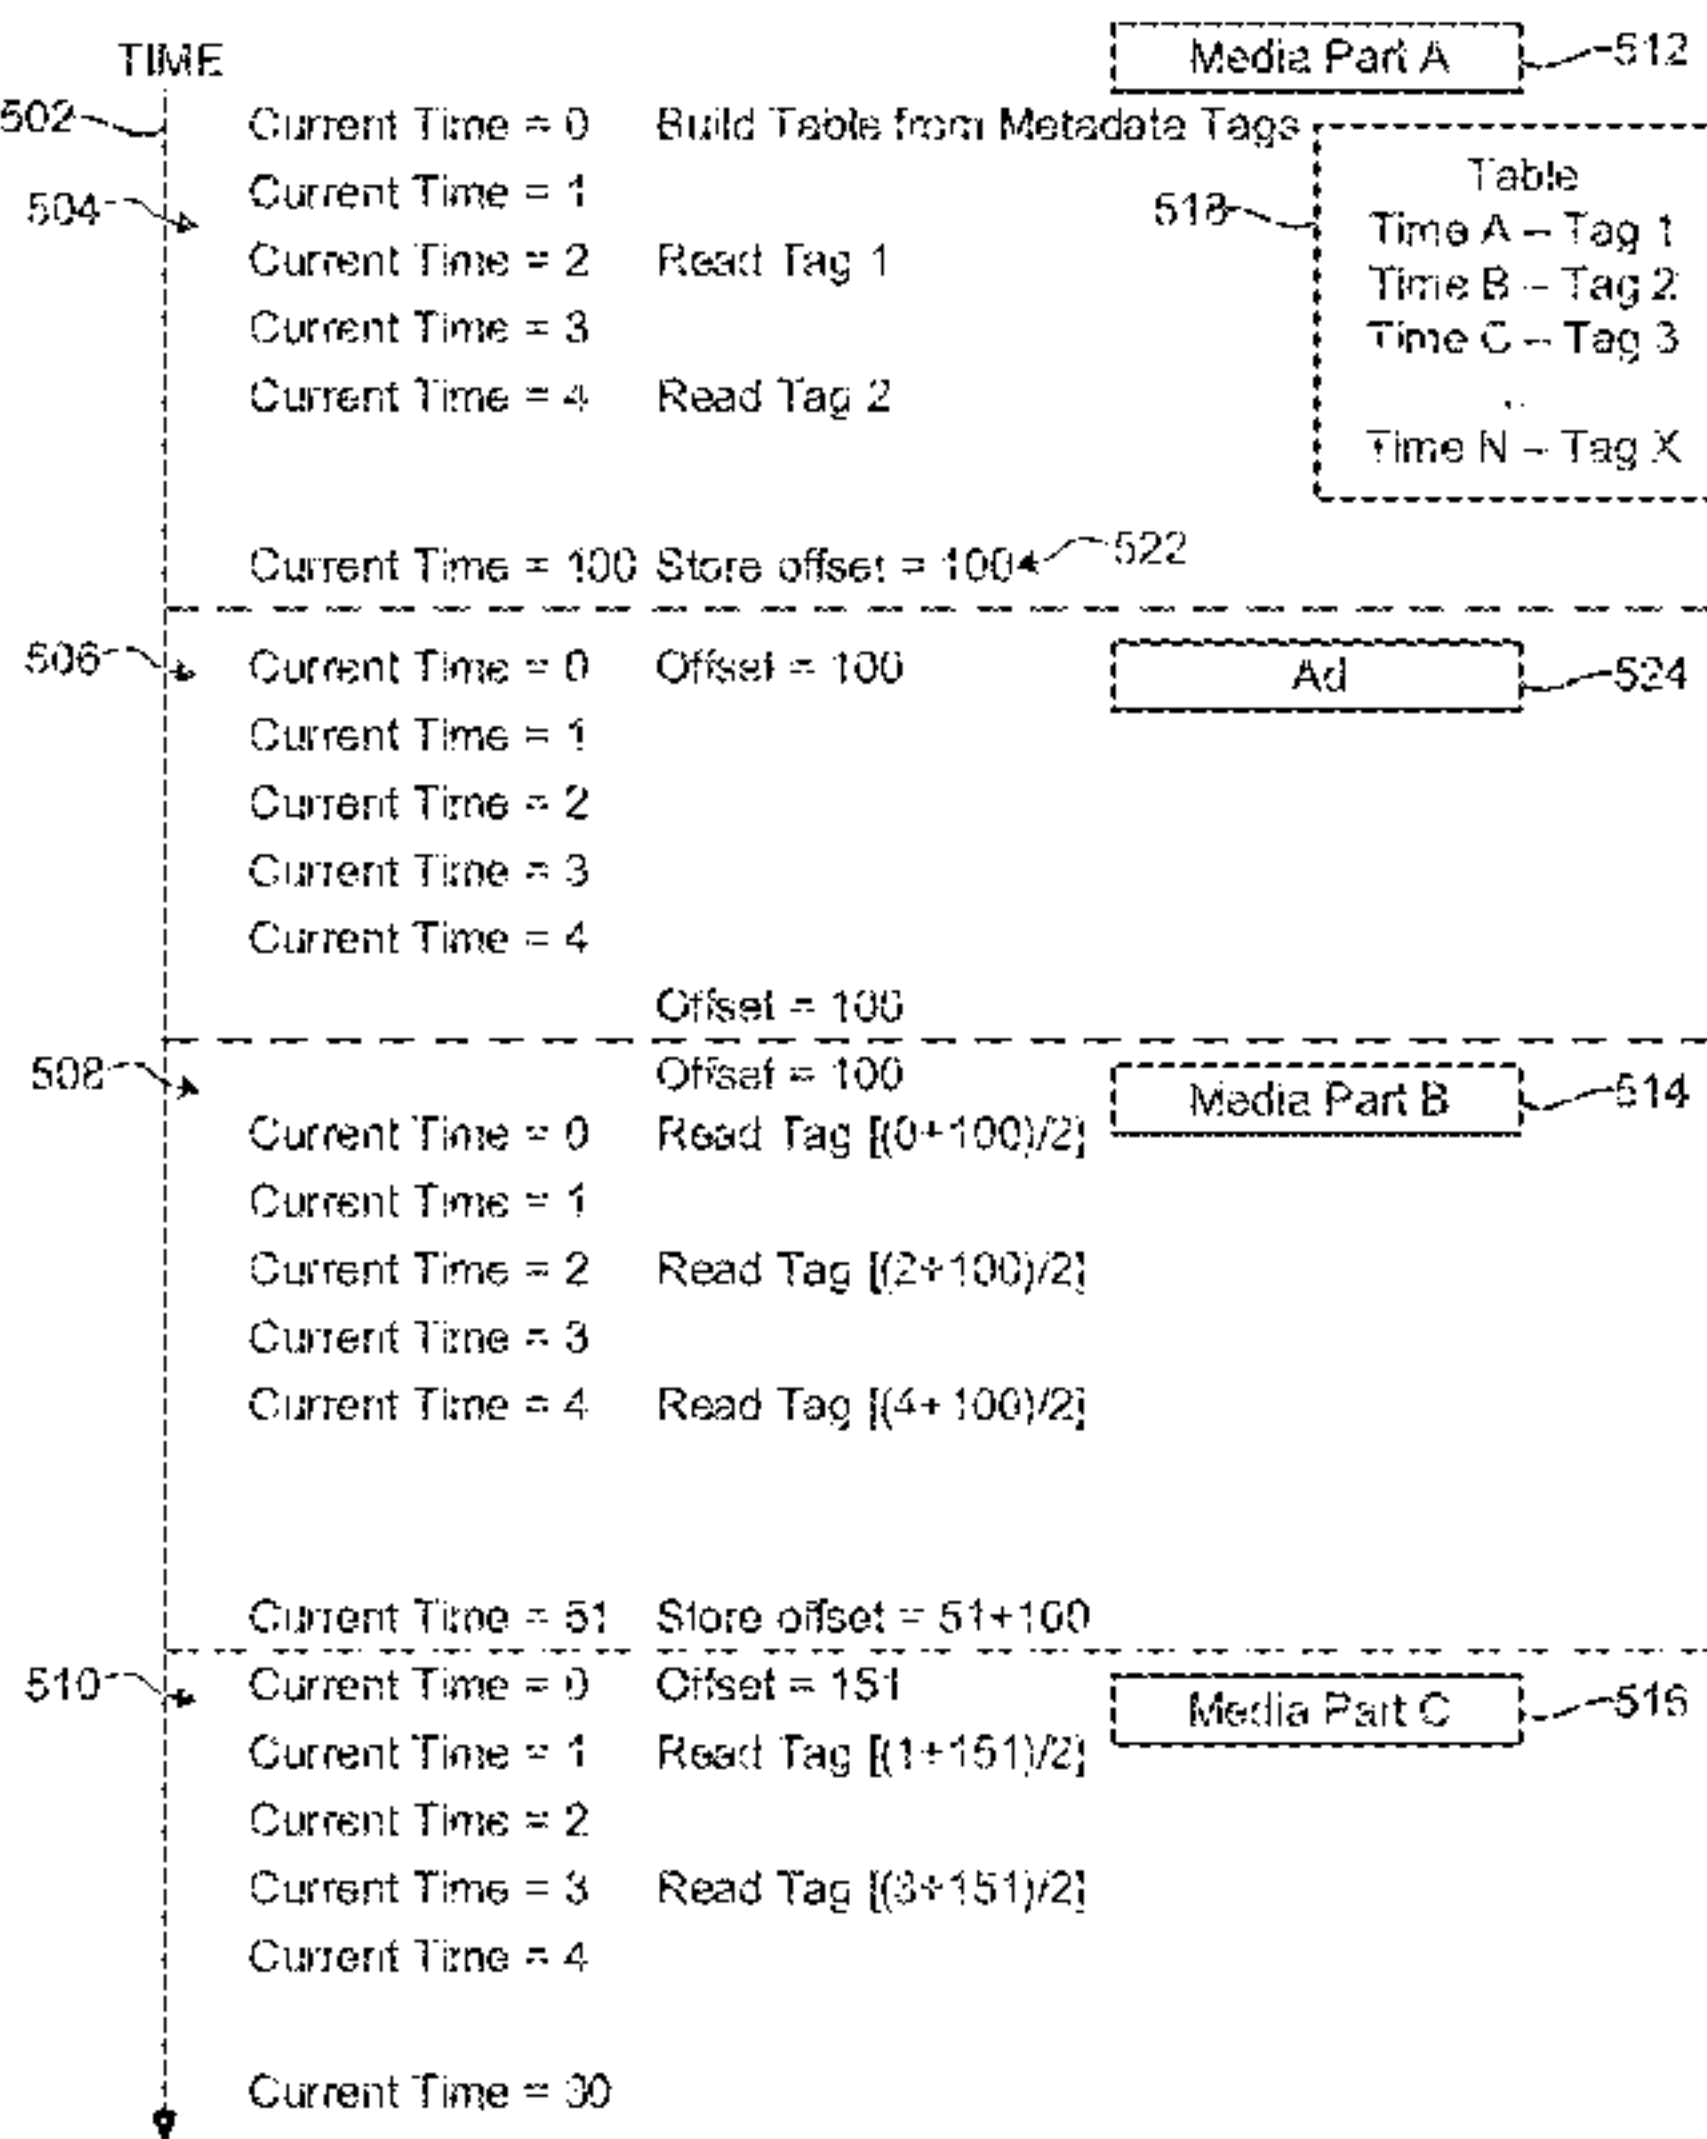 TIME
Media Part A
512
502
Current Time = 0 Build Table from Metadata Tags
Current Time = 1
504
518
Table
Time A – Tag 1
Time B – Tag 2
Time C – Tag 3
..
Time N – Tag X
Current Time = 2 Read Tag 1
Current Time = 3
Current Time = 4 Read Tag 2
Current Time = 100 Store offset = 100
522
506
Current Time = 0 Offset = 100
Ad
524
Current Time = 1
Current Time = 2
Current Time = 3
Current Time = 4
Offset = 100
508
Offset = 100
Media Part B
514
Current Time = 0 Read Tag [(0+100)/2]
Current Time = 1
Current Time = 2 Read Tag [(2+100)/2]
Current Time = 3
Current Time = 4 Read Tag [(4+100)/2]
Current Time = 51 Store offset = 51+100
510
Current Time = 0 Offset = 151
Media Part C
516
Current Time = 1 Read Tag [(1+151)/2]
Current Time = 2
Current Time = 3 Read Tag [(3+151)/2]
Current Time = 4
Current Time = 30